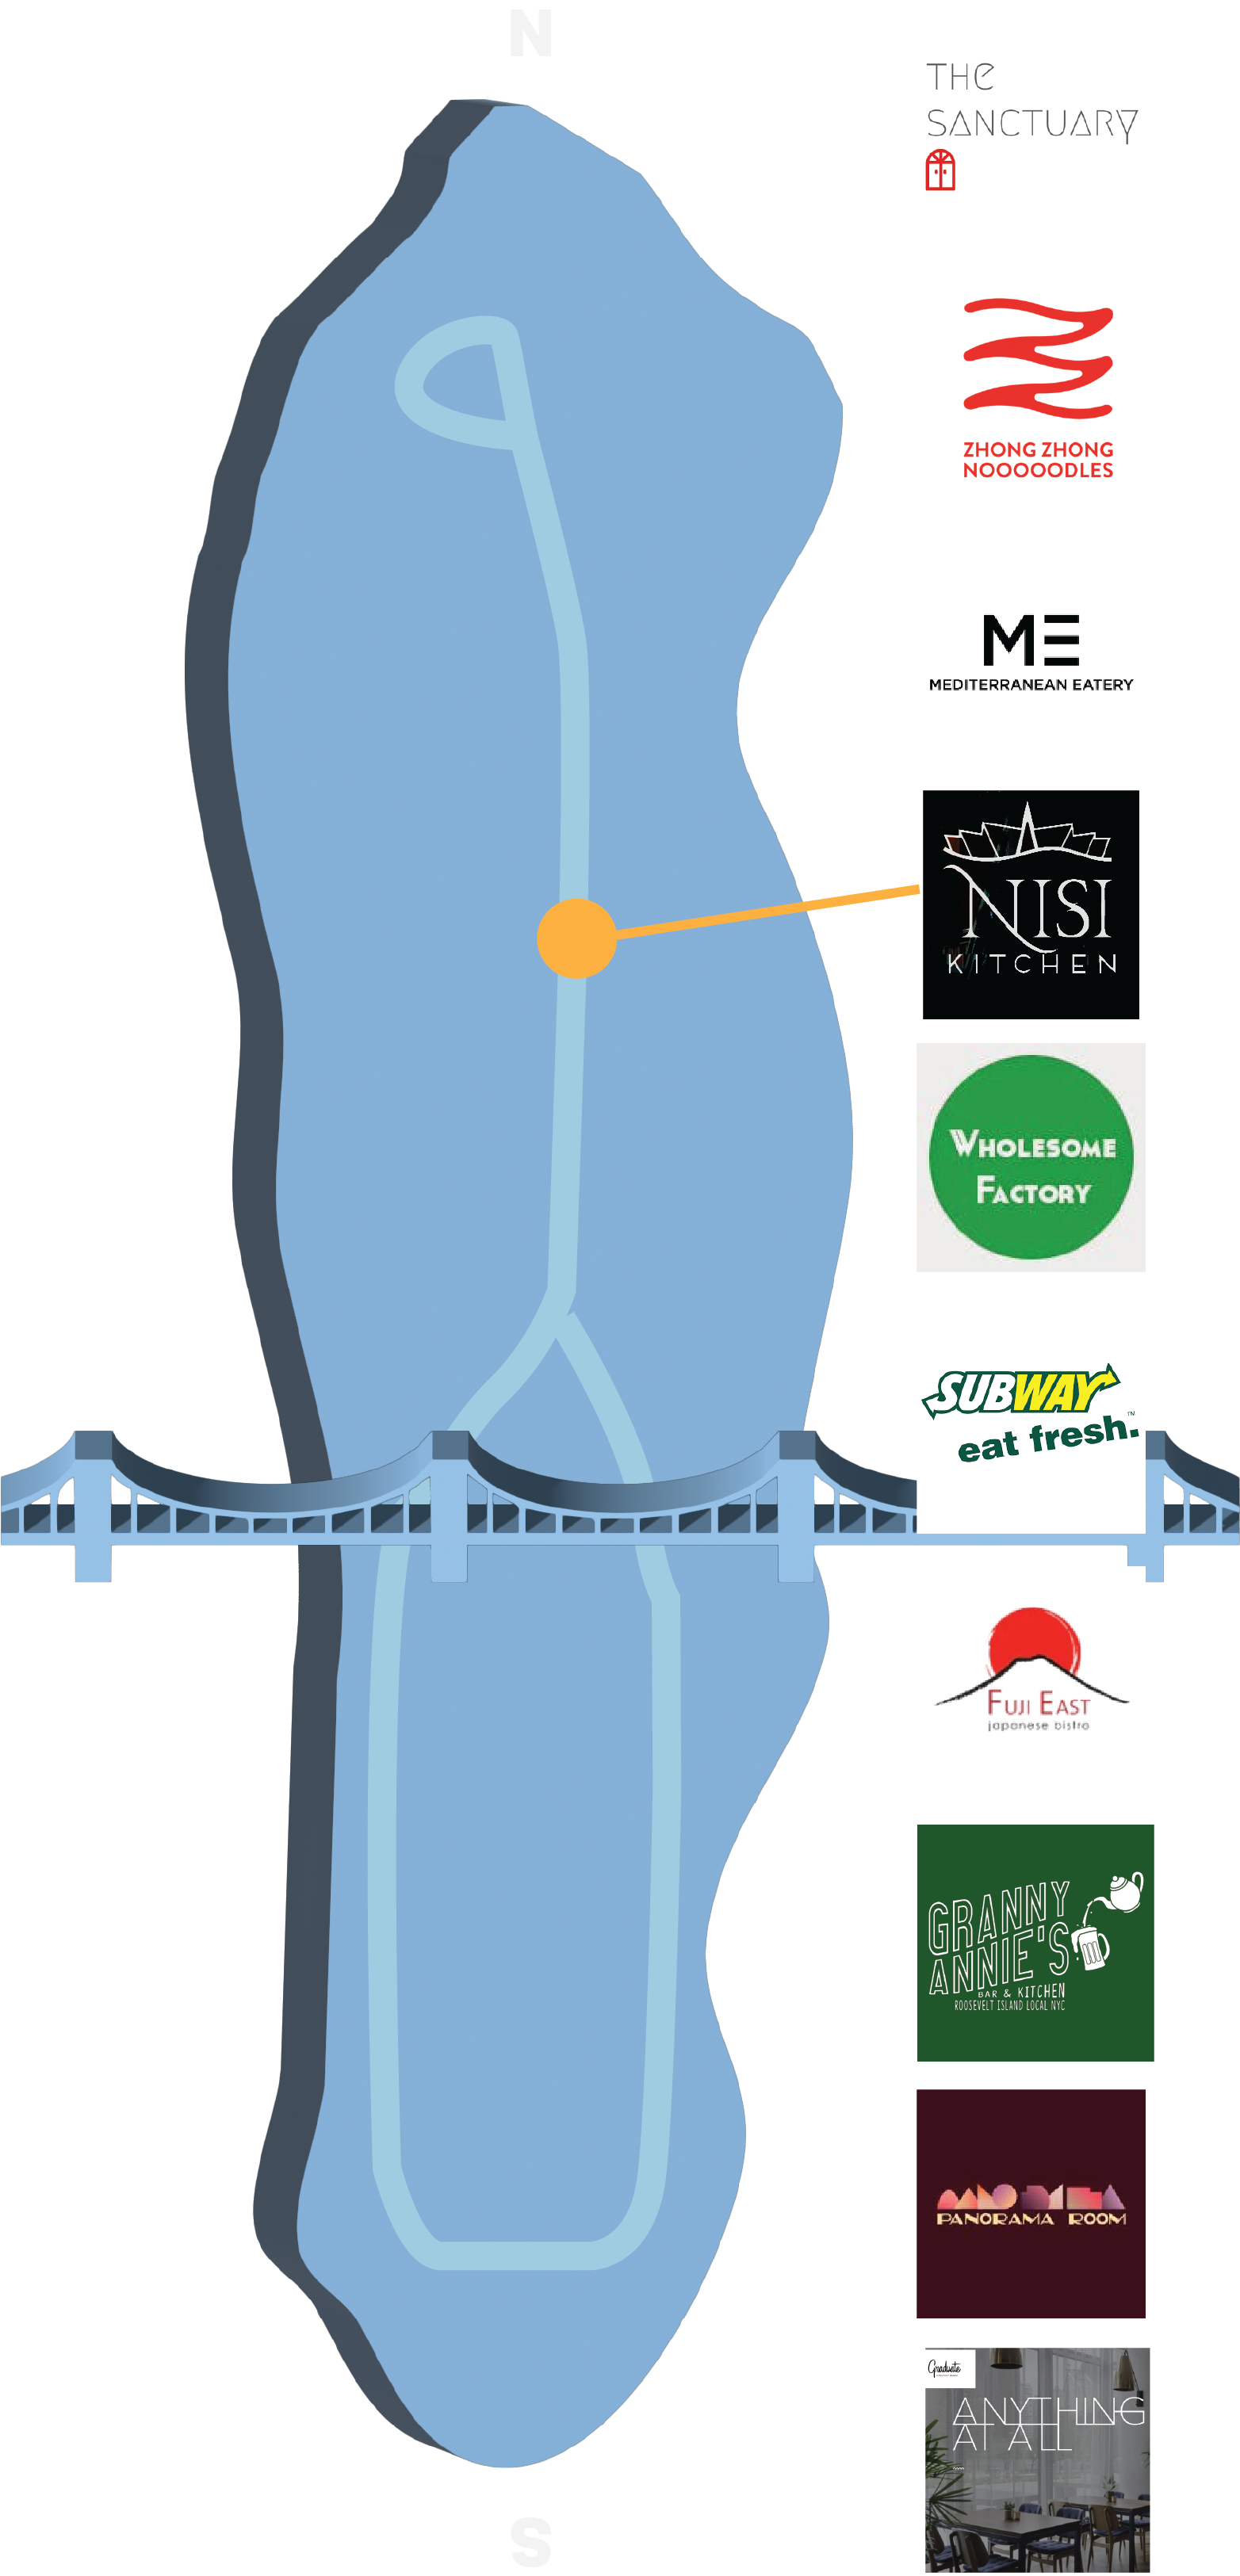 N
THE
SANCTUARY
ZHONG ZHONG
NOOOOODLES
ME
MEDITERRANEAN EATERY
NISI
KITCHEN
WHOLESOME
FACTORY
SUBWAY
eat fresh.™
FUJI EAST
japanese bistro
GRANNY
ANNIE'S
BAR & KITCHEN
ROOSEVELT ISLAND LOCAL NYC
PANORAMA ROOM
Graduate
ANYTHING
AT ALL
S